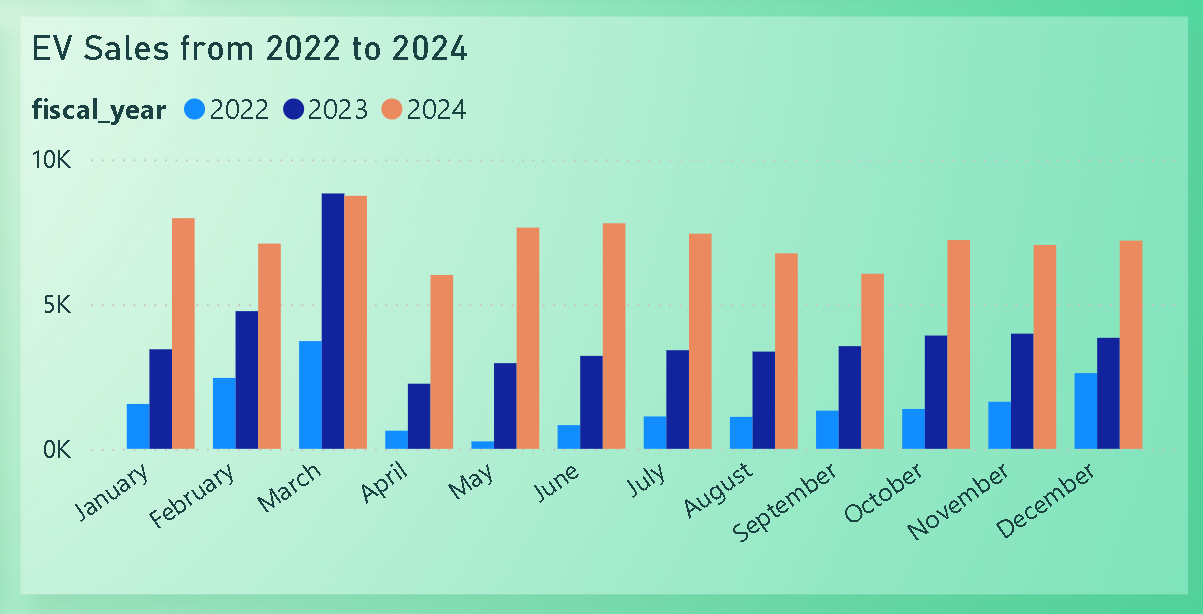 EV Sales from 2022 to 2024
fiscal_year 2022 2023 2024
10K
5K
0K
January February March April May June July August September October November December